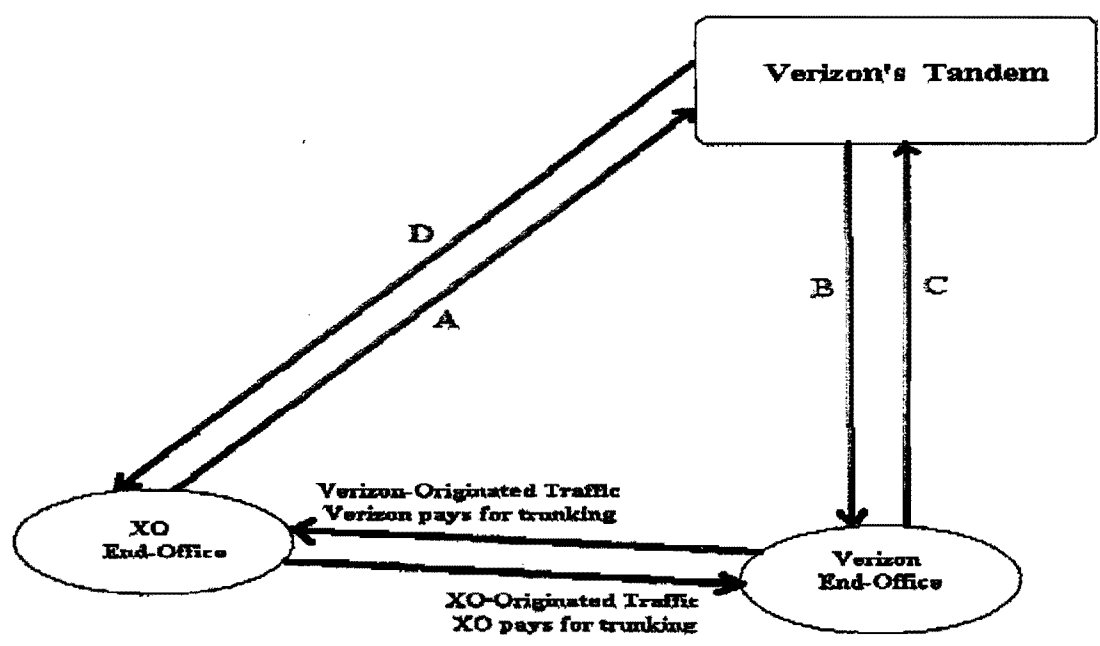 Verizon's Tandem
D
A
B
C
Verizon-Originated Traffic
Verizon pays for trunking
XO
End-Office
Verizon
End-Office
XO-Originated Traffic
XO pays for trunking